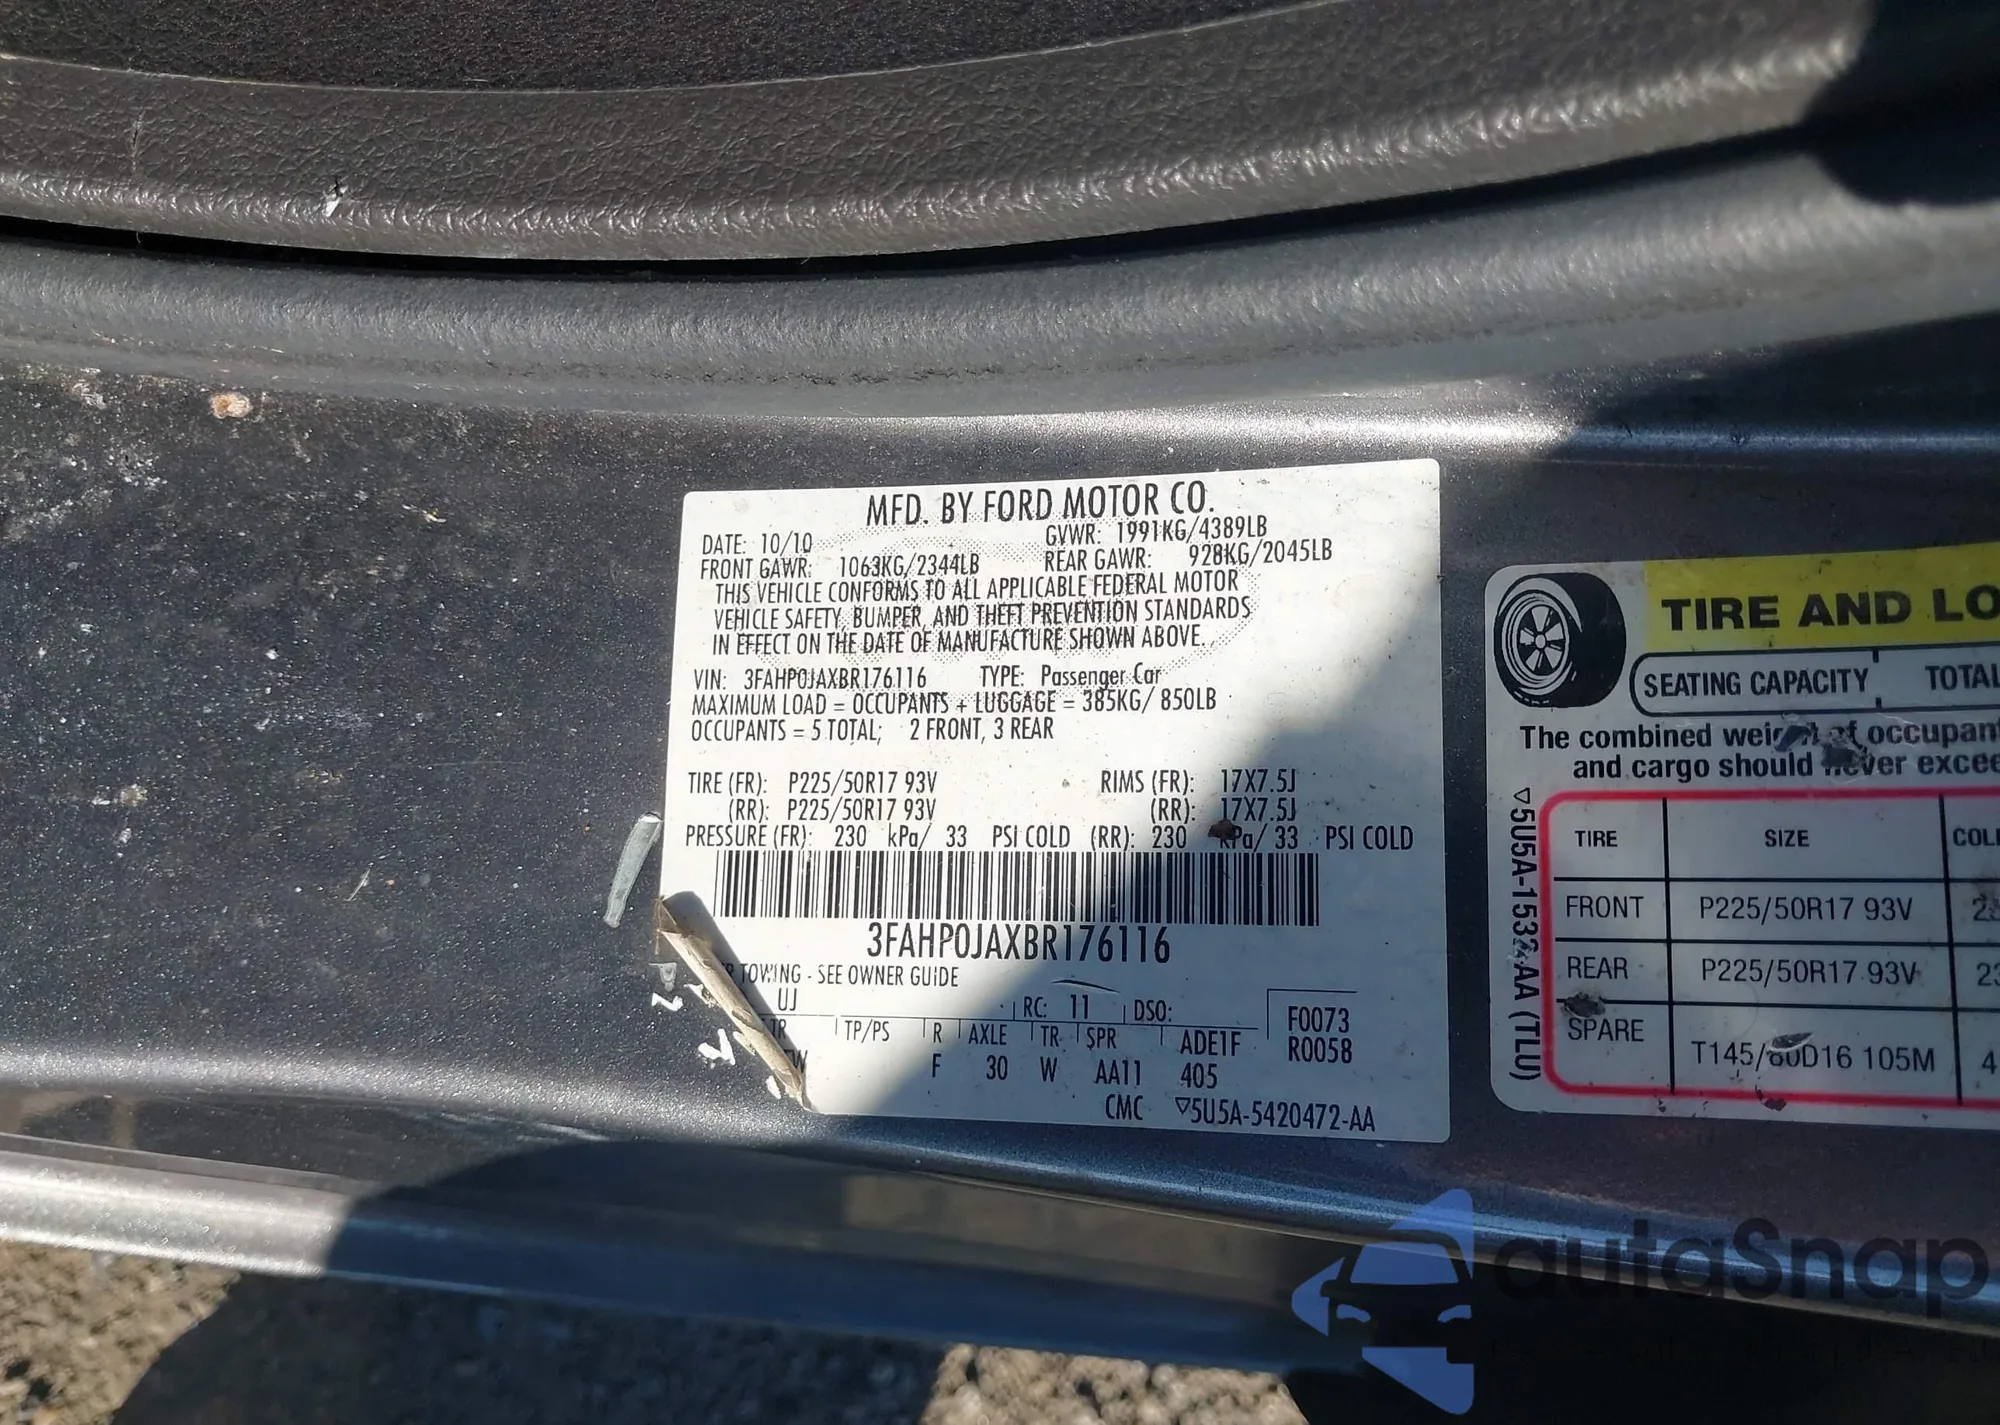 MFD. BY FORD MOTOR CO.
DATE: 10/10
GVWR: 1991KG/4389LB
FRONT GAWR: 1063KG/2344LB
REAR GAWR: 928KG/2045LB
THIS VEHICLE CONFORMS TO ALL APPLICABLE FEDERAL MOTOR
VEHICLE SAFETY, BUMPER, AND THEFT PREVENTION STANDARDS
IN EFFECT ON THE DATE OF MANUFACTURE SHOWN ABOVE.
VIN: 3FAHP0JAXBR176116 TYPE: Passenger Car
MAXIMUM LOAD = OCCUPANTS + LUGGAGE = 385KG/ 850LB
OCCUPANTS = 5 TOTAL; 2 FRONT, 3 REAR
TIRE (FR): P225/50R17 93V RIMS (FR): 17X7.5J
(RR): P225/50R17 93V (RR): 17X7.5J
PRESSURE (FR): 230 kPa/ 33 PSI COLD (RR): 230 kPa/ 33 PSI COLD
3FAHP0JAXBR176116
TOWING - SEE OWNER GUIDE
UJ
RC: 11 DSO:
F0073
R0058
TP/PS R AXLE TR SPR
ADE1F
F 30 W AA11 405
CMC ▽5U5A-5420472-AA
TIRE AND LO
SEATING CAPACITY TOTAL
The combined weight of occupant
and cargo should never excee
TIRE SIZE COL
FRONT P225/50R17 93V 23
REAR P225/50R17 93V 23
SPARE T145/80D16 105M 4
autoSnap